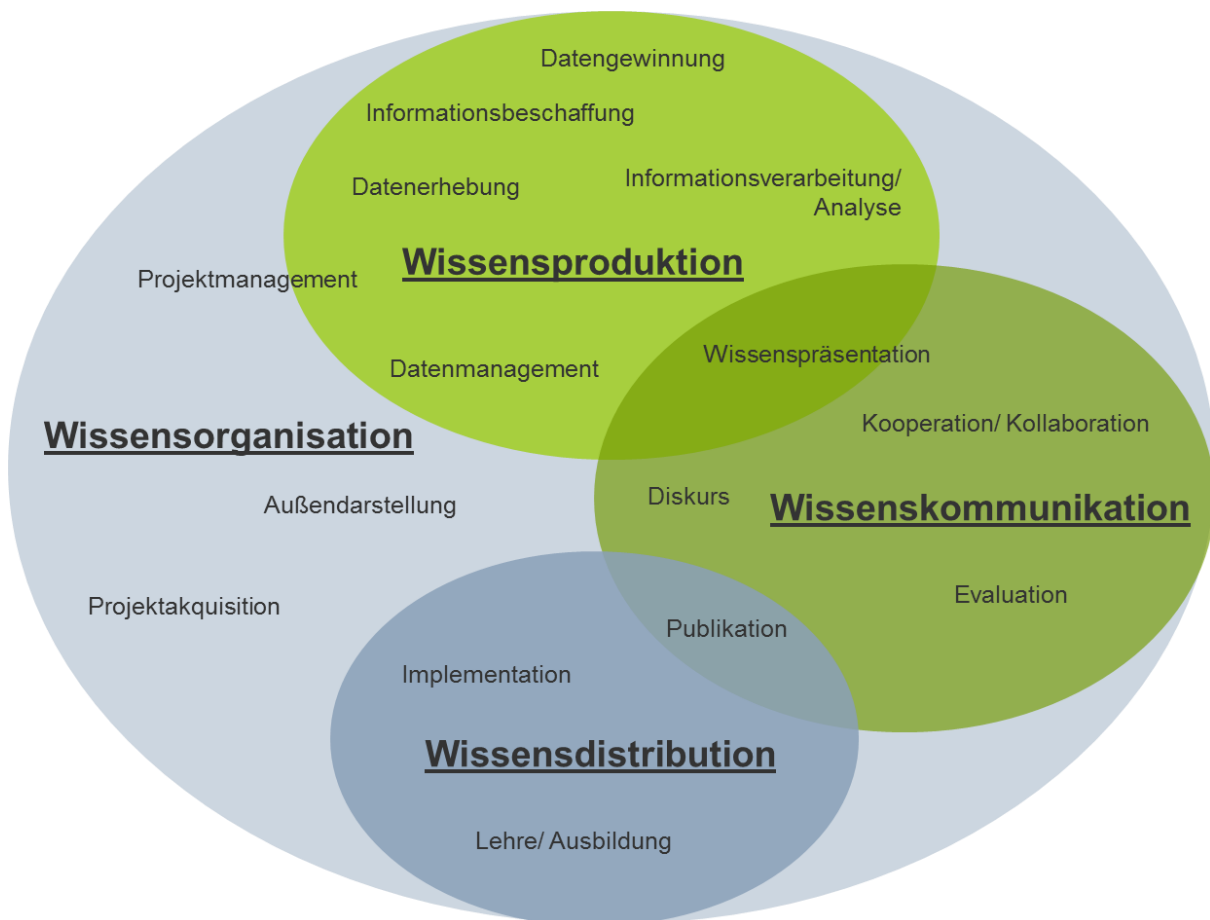 Datengewinnung
Informationsbeschaffung
Datenerhebung
Informationsverarbeitung/
Analyse
Wissensproduktion
Projektmanagement
Datenmanagement
Wissenspräsentation
Kooperation/ Kollaboration
Wissensorganisation
Außendarstellung
Diskurs
Wissenskommunikation
Projektakquisition
Evaluation
Publikation
Implementation
Wissensdistribution
Lehre/ Ausbildung